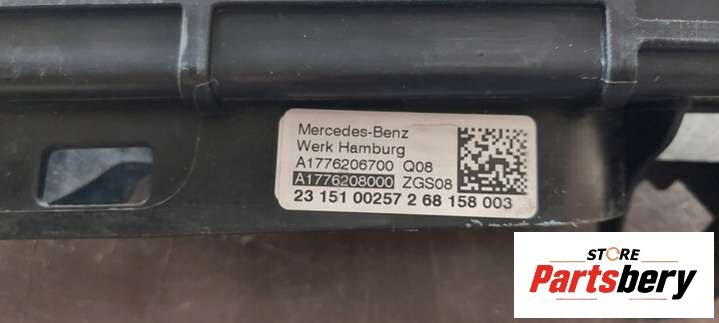 Mercedes-Benz
Werk Hamburg
A1776206700 Q08
A1776208000 ZGS08
23 151 00257 2 68 158 003
STORE
Partsbery